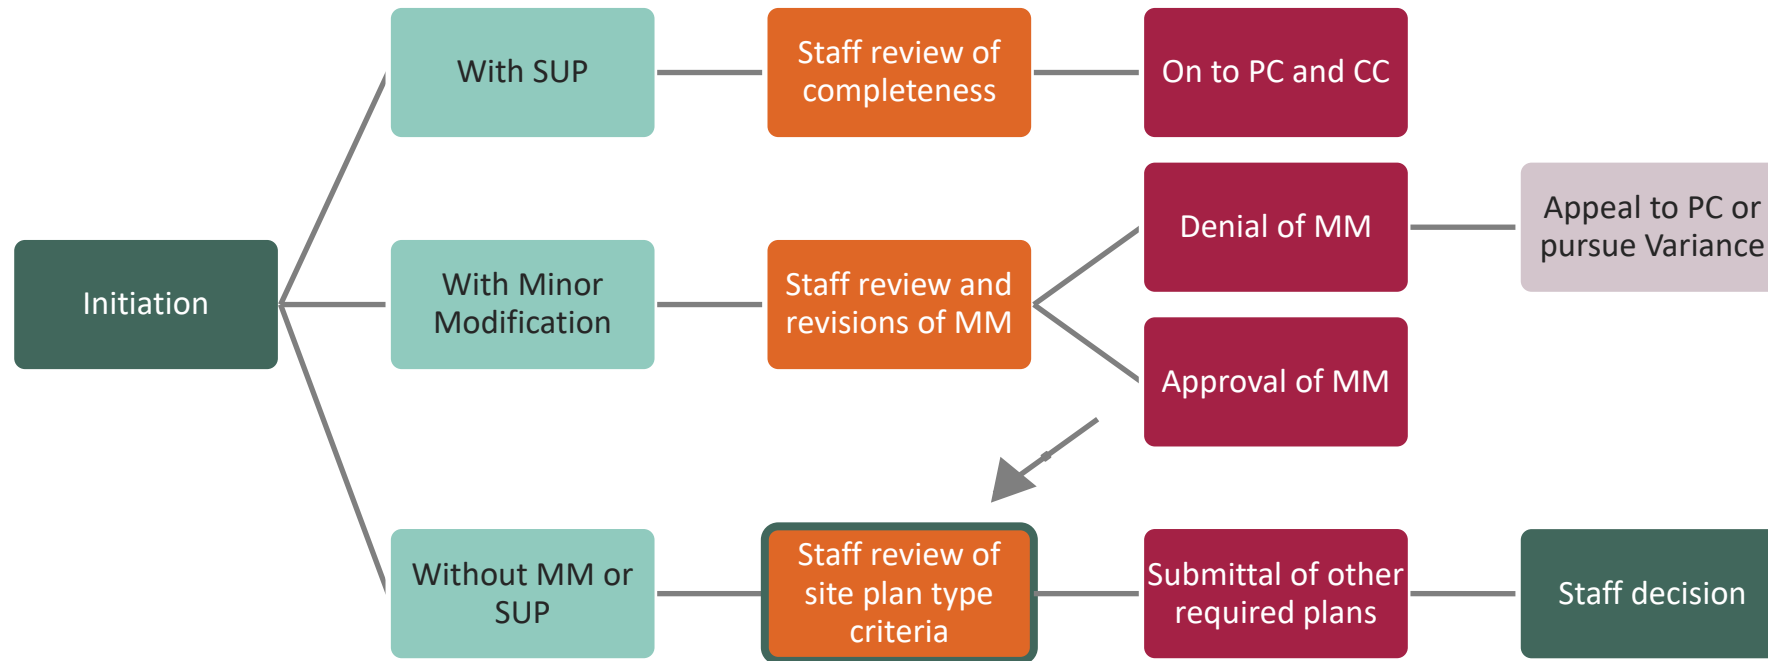 With SUP
Staff review of
completeness
On to PC and CC
Initiation
With Minor
Modification
Staff review and
revisions of MM
Denial of MM
Appeal to PC or
pursue Variance
Approval of MM
Without MM or
SUP
Staff review of
site plan type
criteria
Submittal of other
required plans
Staff decision